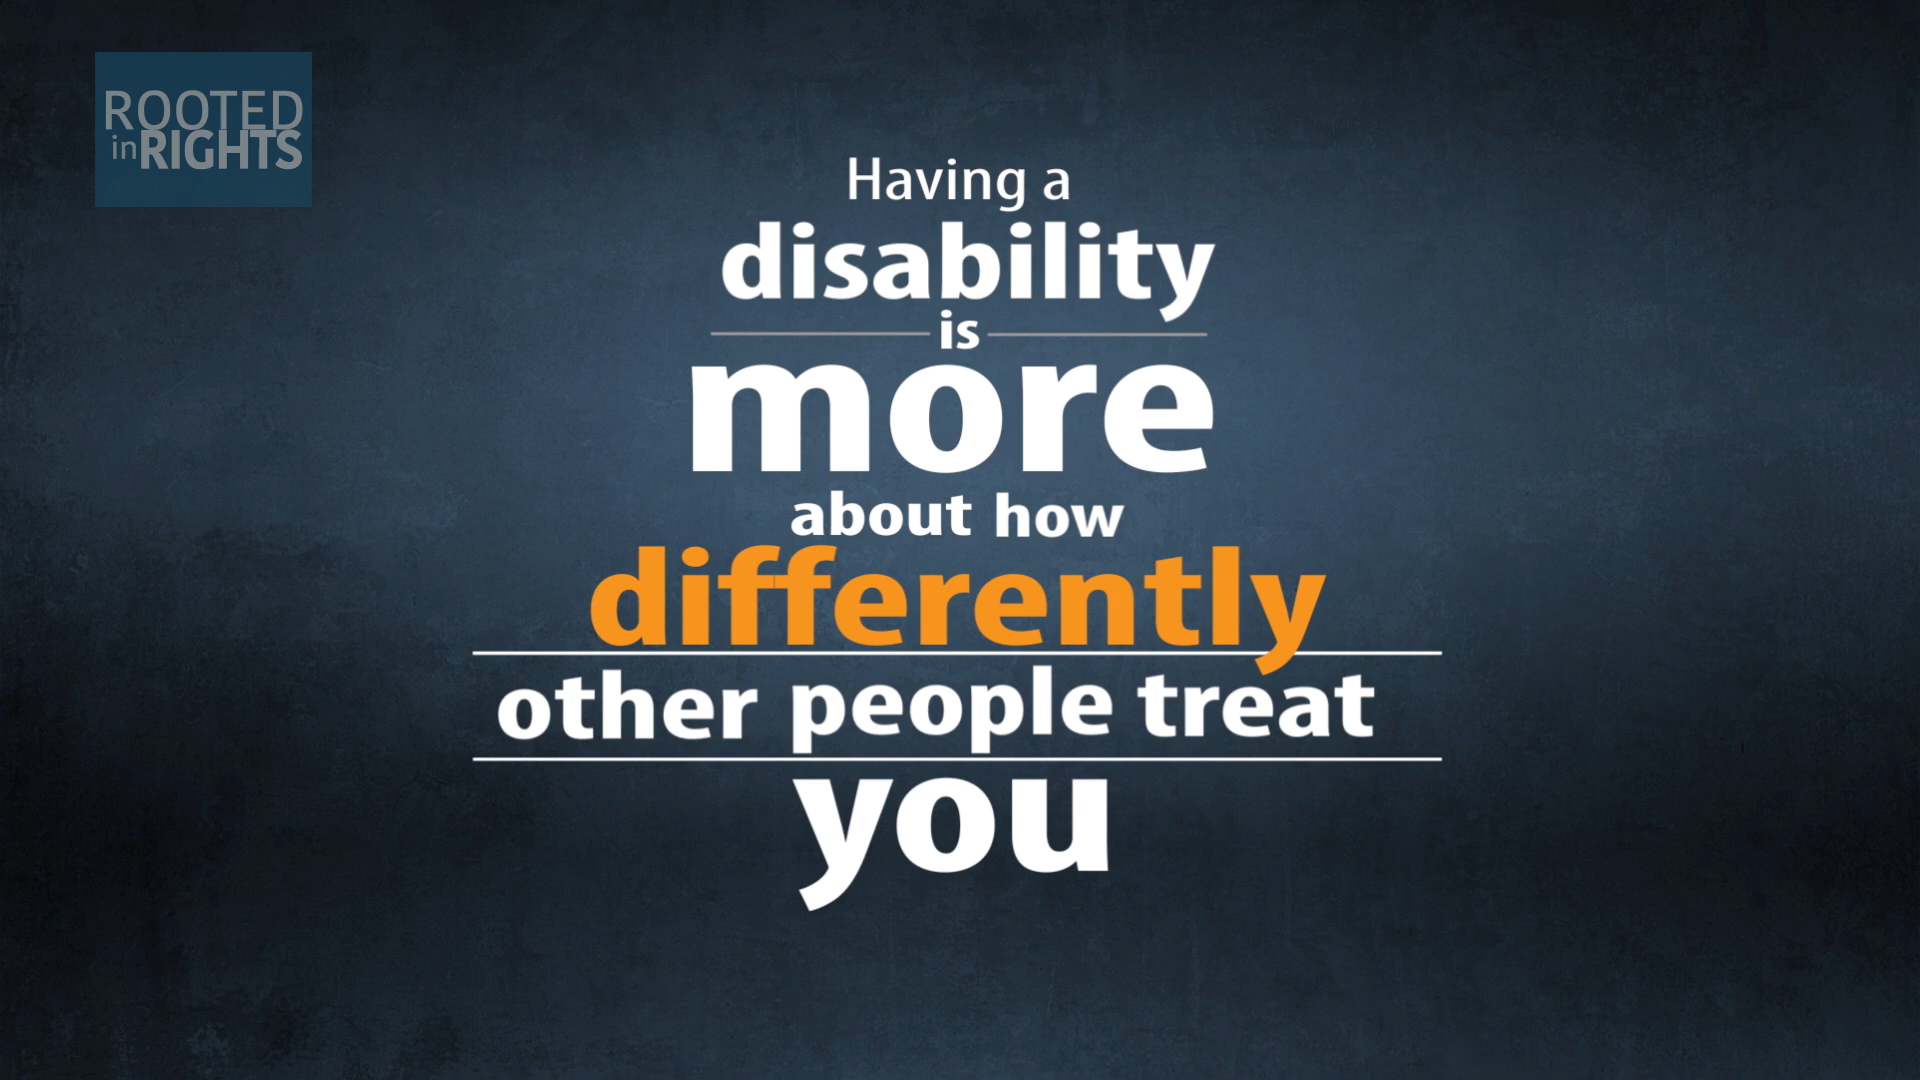 ROOTED
in RIGHTS
Having a
disability
is
more
about how
differently
other people treat
you